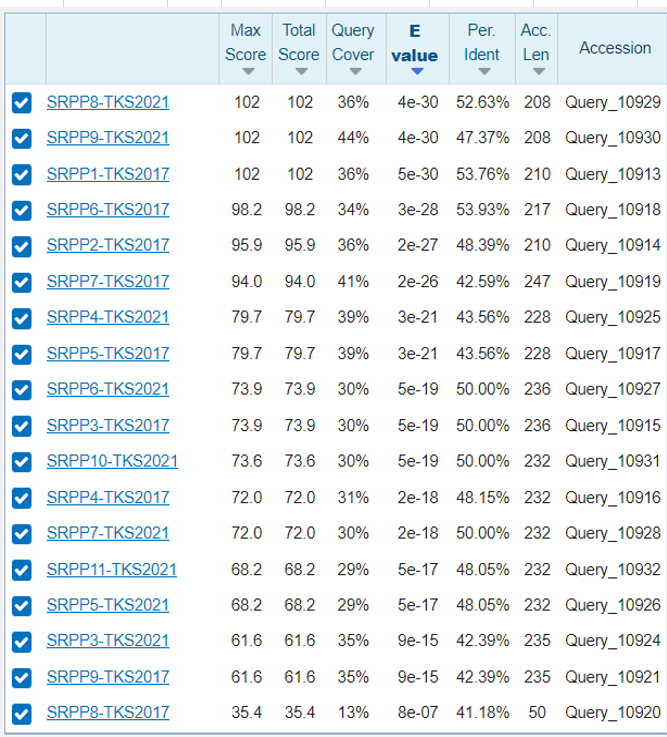 Max Score Total Score Query Cover E value Per. Ident Acc. Len Accession
SRPP8-TKS2021 102 102 36% 4e-30 52.63% 208 Query_10929
SRPP9-TKS2021 102 102 44% 4e-30 47.37% 208 Query_10930
SRPP1-TKS2017 102 102 36% 5e-30 53.76% 210 Query_10913
SRPP6-TKS2017 98.2 98.2 34% 3e-28 53.93% 217 Query_10918
SRPP2-TKS2017 95.9 95.9 36% 2e-27 48.39% 210 Query_10914
SRPP7-TKS2017 94.0 94.0 41% 2e-26 42.59% 247 Query_10919
SRPP4-TKS2021 79.7 79.7 39% 3e-21 43.56% 228 Query_10925
SRPP5-TKS2017 79.7 79.7 39% 3e-21 43.56% 228 Query_10917
SRPP6-TKS2021 73.9 73.9 30% 5e-19 50.00% 236 Query_10927
SRPP3-TKS2017 73.9 73.9 30% 5e-19 50.00% 236 Query_10915
SRPP10-TKS2021 73.6 73.6 30% 5e-19 50.00% 232 Query_10931
SRPP4-TKS2017 72.0 72.0 31% 2e-18 48.15% 232 Query_10916
SRPP7-TKS2021 72.0 72.0 30% 2e-18 50.00% 232 Query_10928
SRPP11-TKS2021 68.2 68.2 29% 5e-17 48.05% 232 Query_10932
SRPP5-TKS2021 68.2 68.2 29% 5e-17 48.05% 232 Query_10926
SRPP3-TKS2021 61.6 61.6 35% 9e-15 42.39% 235 Query_10924
SRPP9-TKS2017 61.6 61.6 35% 9e-15 42.39% 235 Query_10921
SRPP8-TKS2017 35.4 35.4 13% 8e-07 41.18% 50 Query_10920